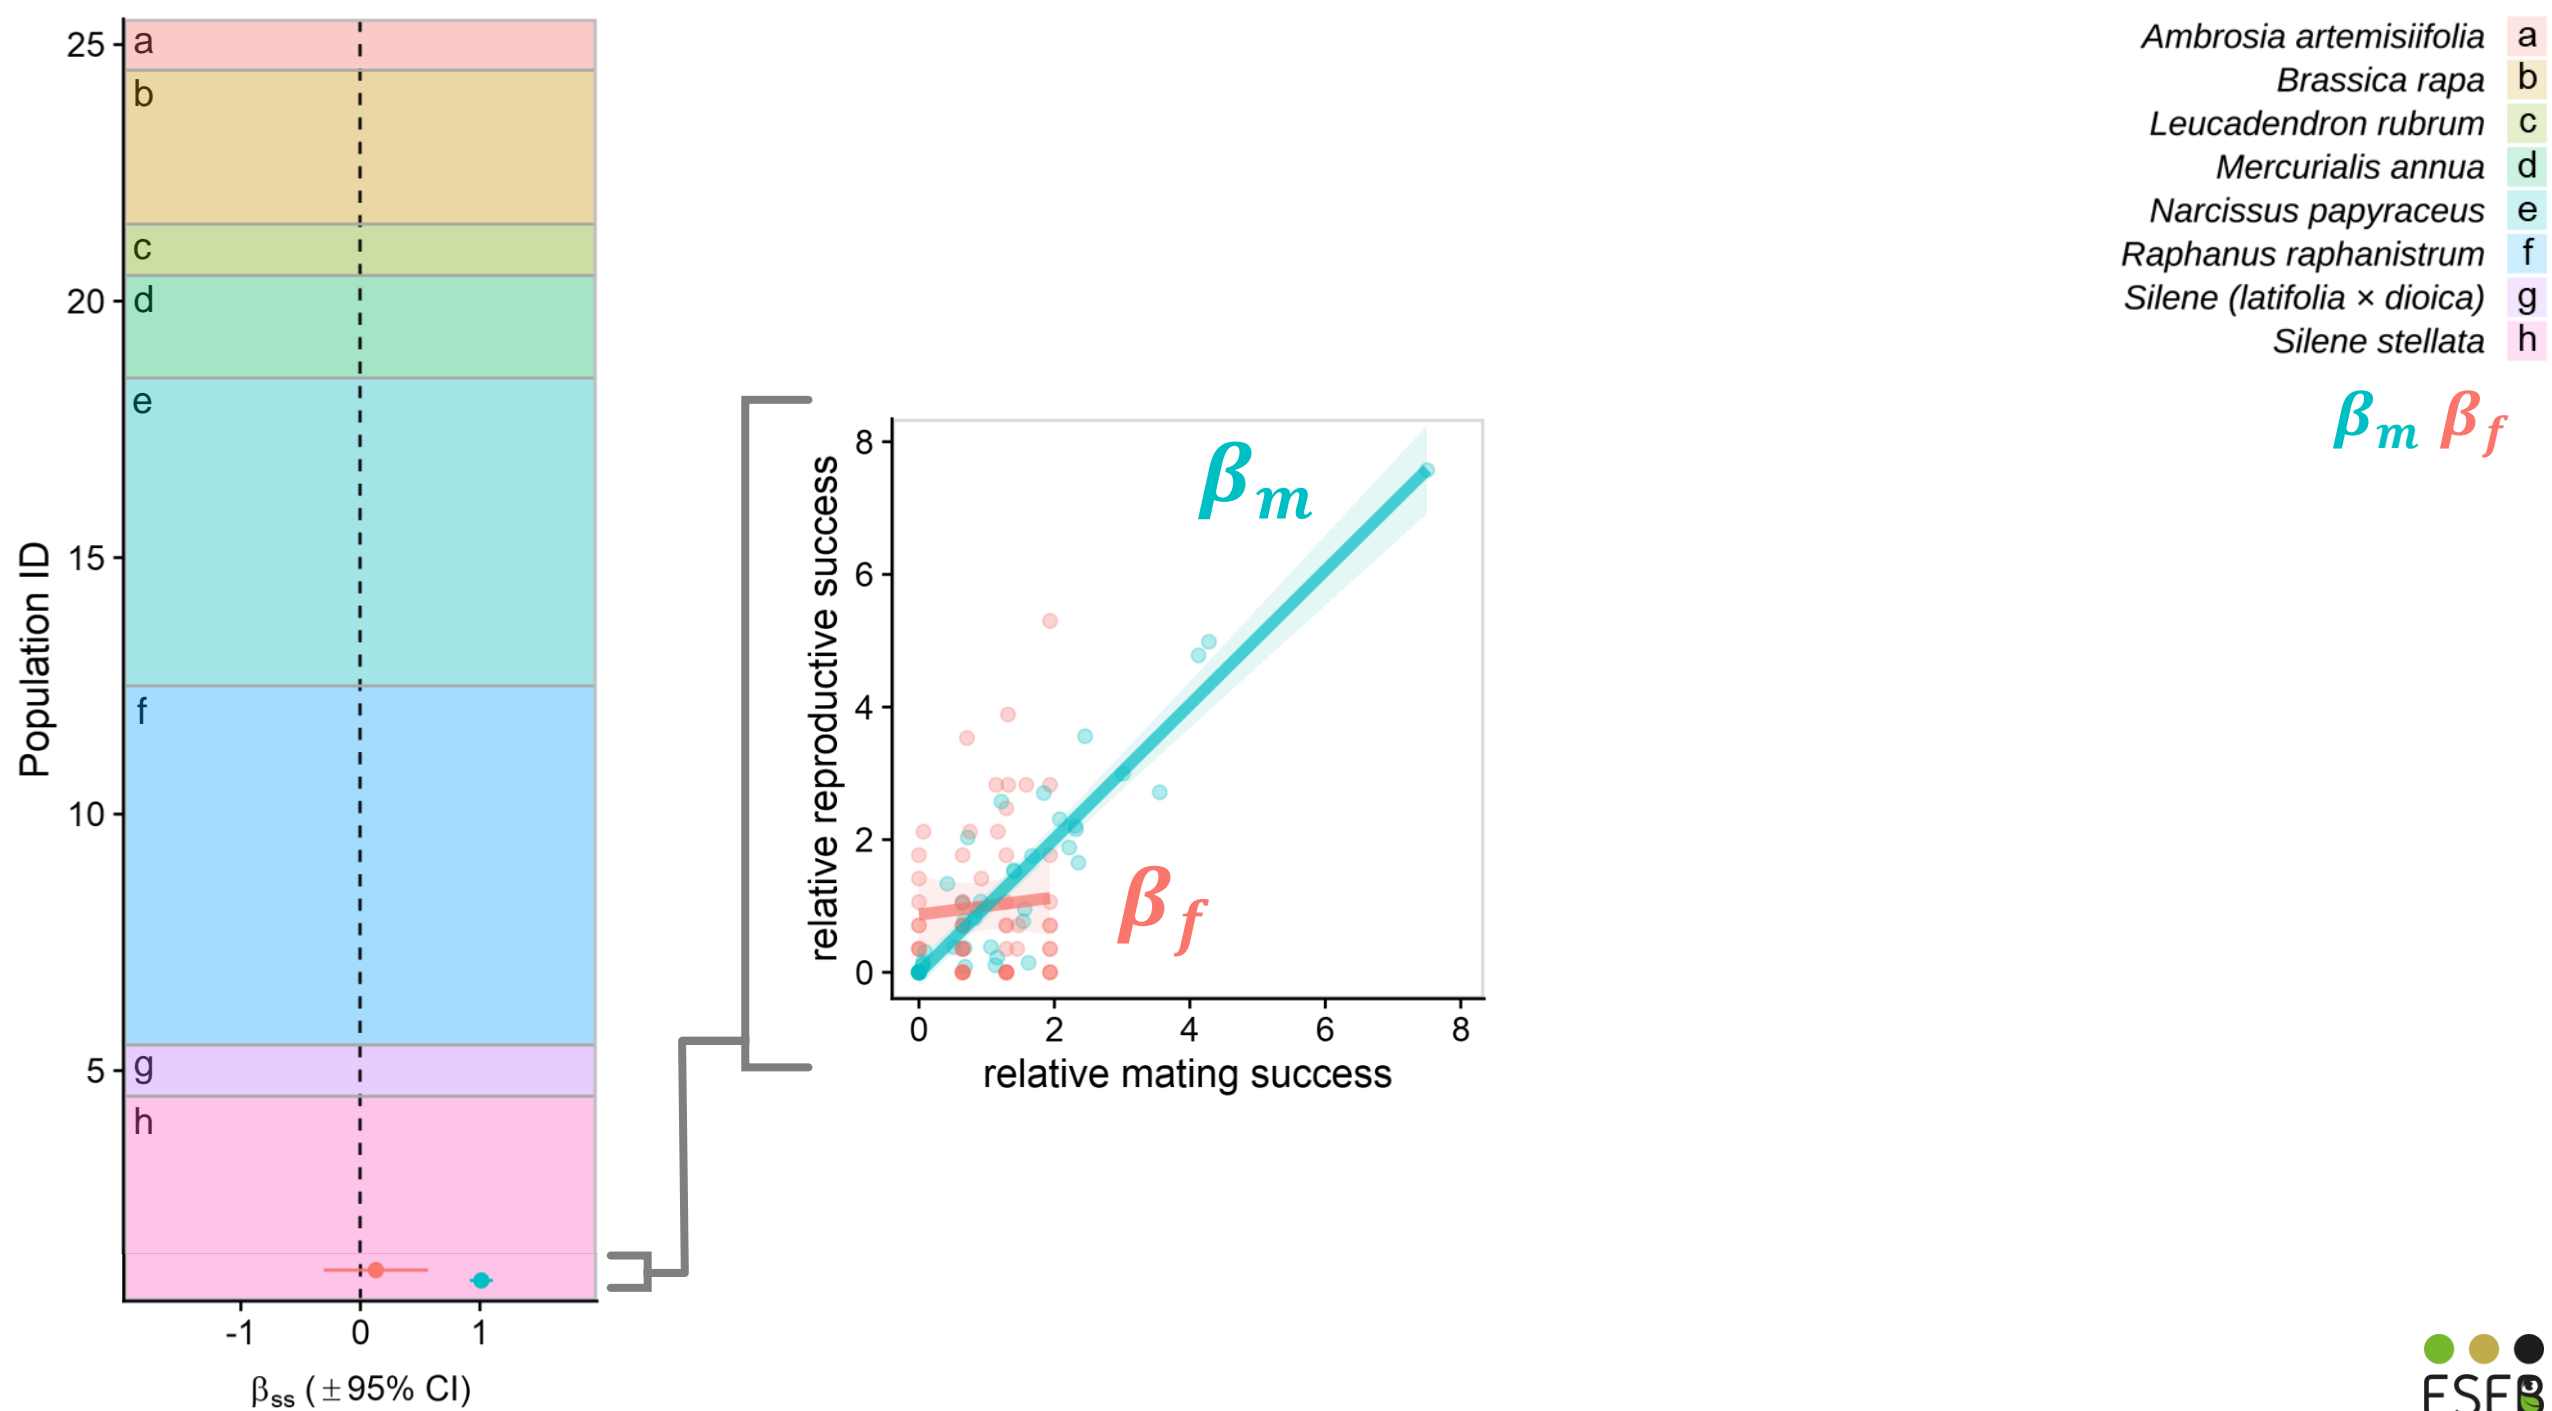 25
20
15
10
5
Population ID
a
b
c
d
e
f
g
h
-1 0 1
βss (±95% CI)
8
6
4
2
0
relative reproductive success
βm
βf
0 2 4 6 8
relative mating success
Ambrosia artemisiifolia a
Brassica rapa b
Leucadendron rubrum c
Mercurialis annua d
Narcissus papyraceus e
Raphanus raphanistrum f
Silene (latifolia × dioica) g
Silene stellata h
βm βf
ESEB